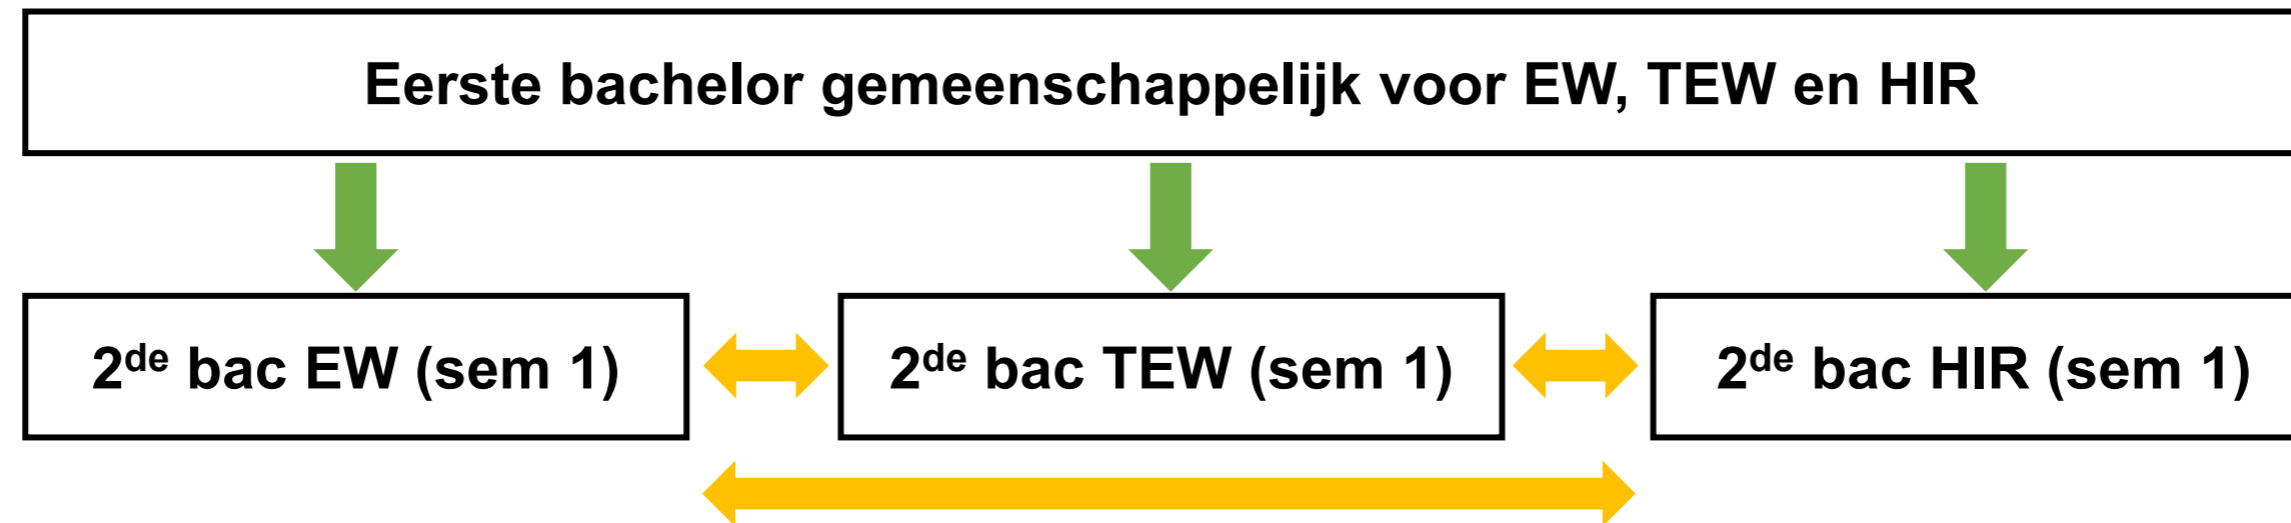 Eerste bachelor gemeenschappelijk voor EW, TEW en HIR
2de bac EW (sem 1)
2de bac TEW (sem 1)
2de bac HIR (sem 1)